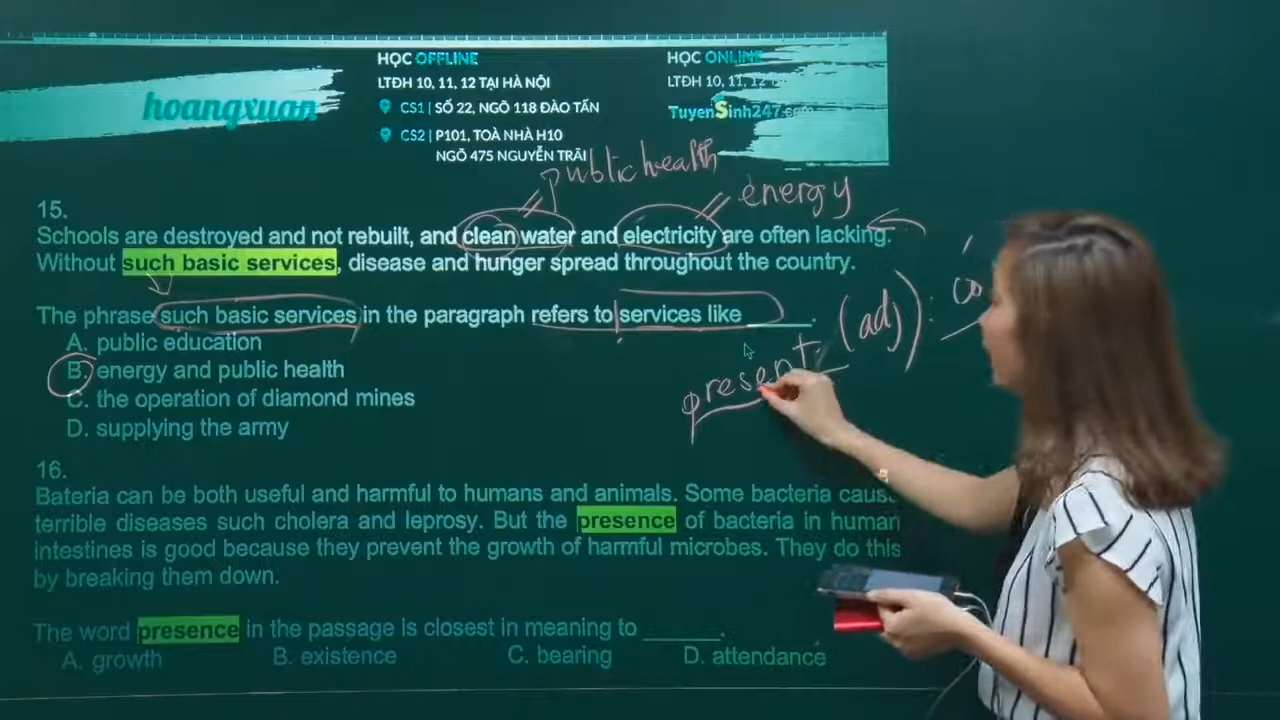 hoangxuan
HỌC OFFLINE
LTĐH 10, 11, 12 TẠI HÀ NỘI
CS1 | SỐ 22, NGÕ 118 ĐÀO TẤN
CS2 | P101, TOÀ NHÀ H10
NGÕ 475 NGUYỄN TRÃI
HỌC ONLINE
LTĐH 10, 11, 12
TuyenSinh247.com
public health
energy
15.
Schools are destroyed and not rebuilt, and clean water and electricity are often lacking.
Without such basic services, disease and hunger spread throughout the country.
The phrase such basic services in the paragraph refers to services like ______.
A. public education
B. energy and public health
C. the operation of diamond mines
D. supplying the army
present (adj) :
16.
Bateria can be both useful and harmful to humans and animals. Some bacteria cause
terrible diseases such cholera and leprosy. But the presence of bacteria in human
intestines is good because they prevent the growth of harmful microbes. They do this
by breaking them down.
The word presence in the passage is closest in meaning to _______.
A. growth B. existence C. bearing D. attendance